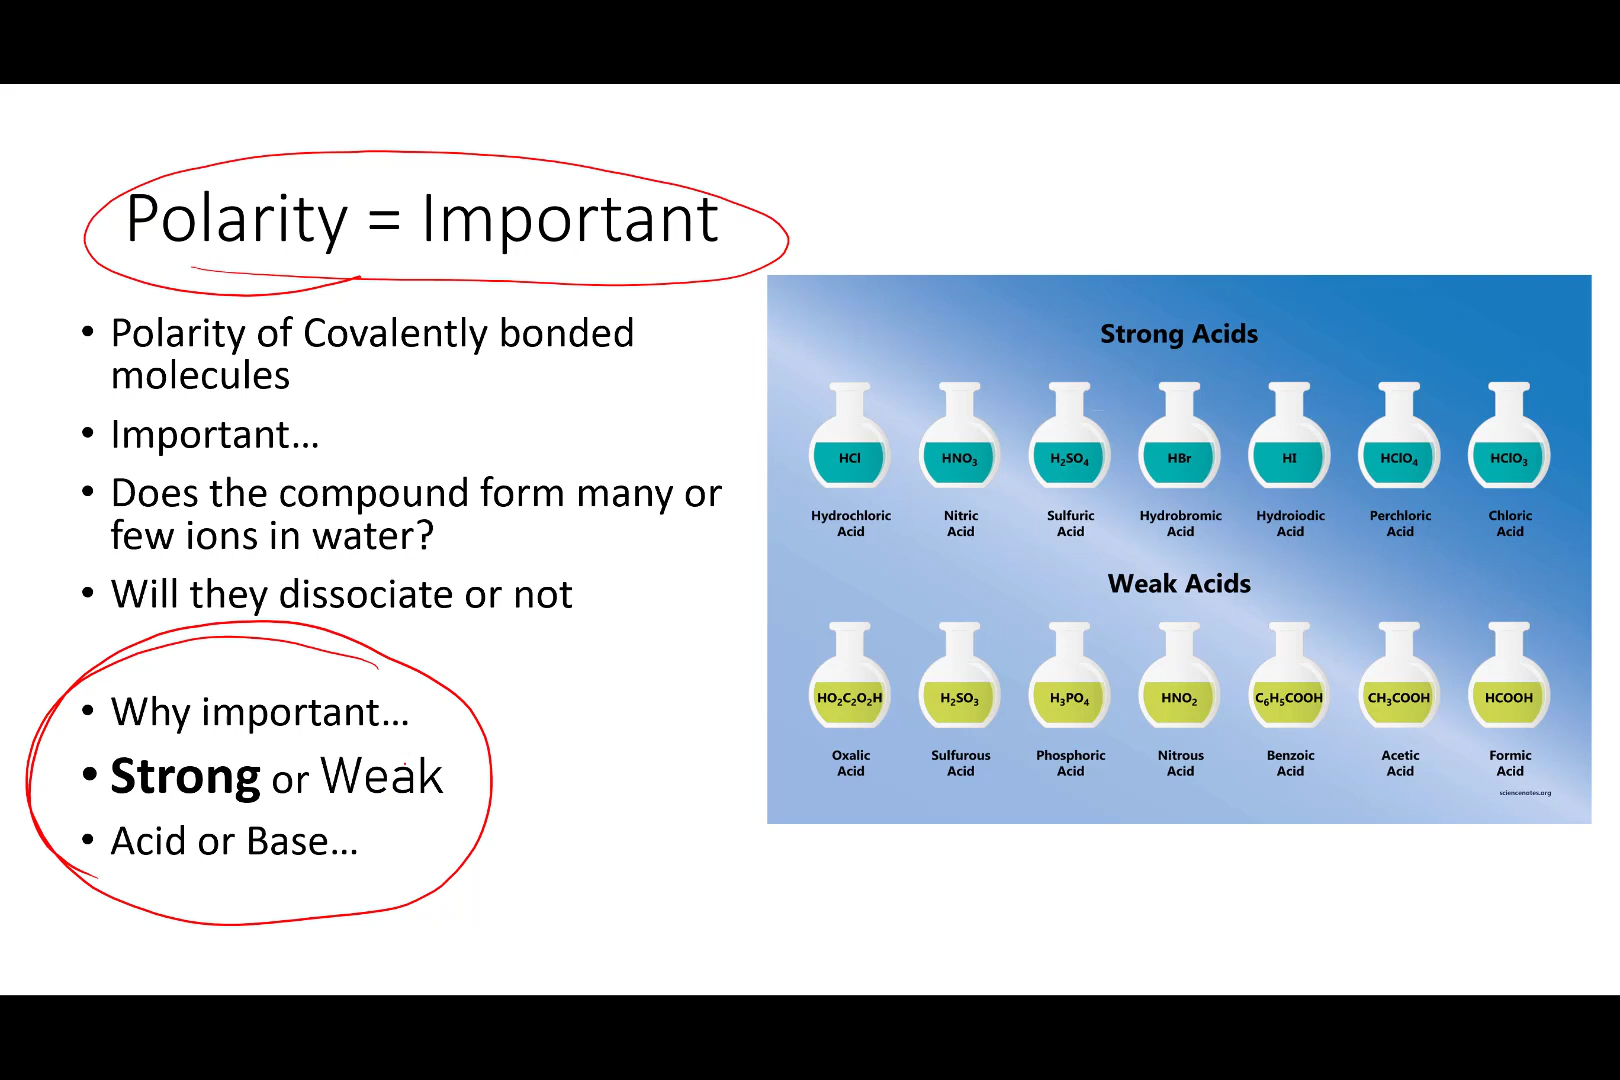 Polarity = Important
• Polarity of Covalently bonded
molecules
• Important...
• Does the compound form many or
few ions in water?
• Will they dissociate or not
• Why important...
• Strong or Weak
• Acid or Base...
Strong Acids
HCl HNO₃ H₂SO₄ HBr HI HClO₄ HClO₃
Hydrochloric Nitric Sulfuric Hydrobromic Hydroiodic Perchloric Chloric
Acid Acid Acid Acid Acid Acid Acid
Weak Acids
HO₂C₂O₂H H₂SO₃ H₃PO₄ HNO₂ C₆H₅COOH CH₃COOH HCOOH
Oxalic Sulfurous Phosphoric Nitrous Benzoic Acetic Formic
Acid Acid Acid Acid Acid Acid Acid
sciencenotes.org